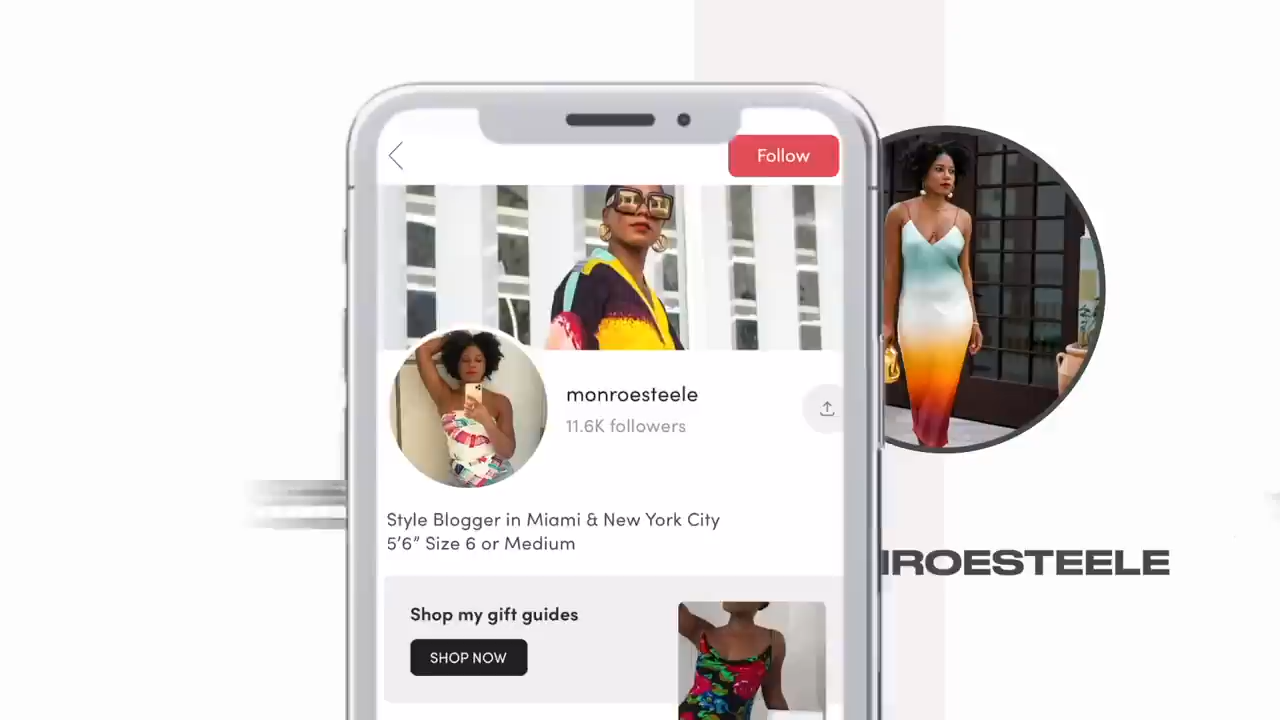 Follow
monroesteele
11.6K followers
Style Blogger in Miami & New York City
5’6” Size 6 or Medium
Shop my gift guides
SHOP NOW
ROESTEELE